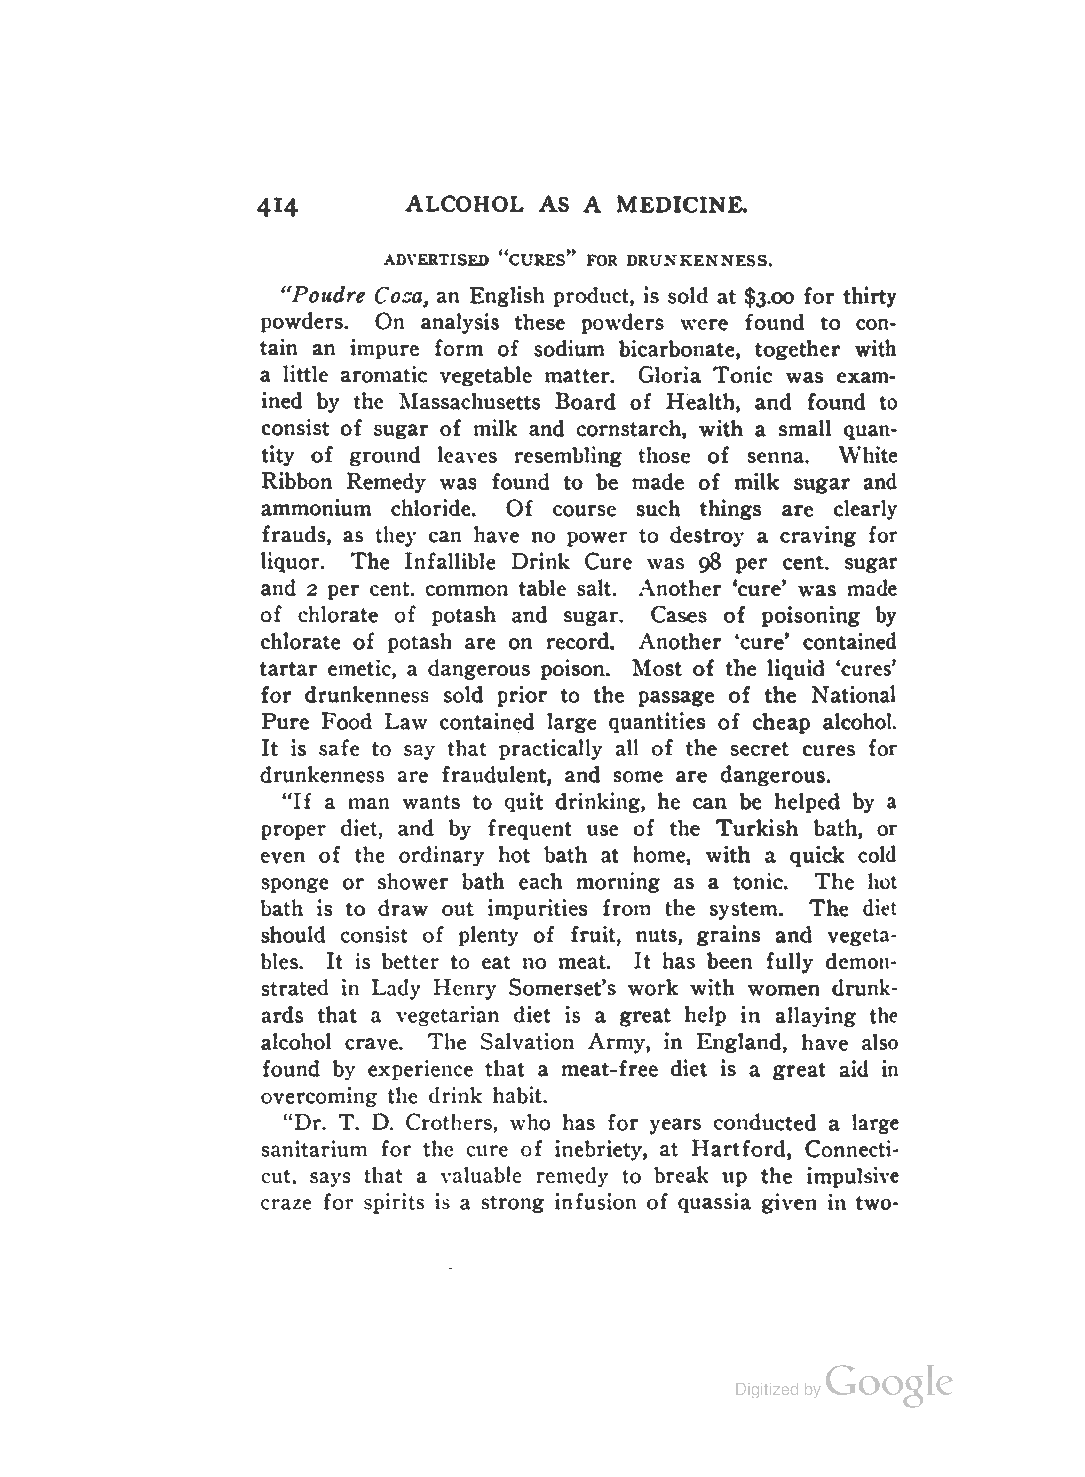 414 ALCOHOL AS A MEDICINE.
ADVERTISED "CURES" FOR DRUNKENNESS.
"Poudre Coza, an English product, is sold at $3.00 for thirty
powders. On analysis these powders were found to con-
tain an impure form of sodium bicarbonate, together with
a little aromatic vegetable matter. Gloria Tonic was exam-
ined by the Massachusetts Board of Health, and found to
consist of sugar of milk and cornstarch, with a small quan-
tity of ground leaves resembling those of senna. White
Ribbon Remedy was found to be made of milk sugar and
ammonium chloride. Of course such things are clearly
frauds, as they can have no power to destroy a craving for
liquor. The Infallible Drink Cure was 98 per cent. sugar
and 2 per cent. common table salt. Another 'cure' was made
of chlorate of potash and sugar. Cases of poisoning by
chlorate of potash are on record. Another 'cure' contained
tartar emetic, a dangerous poison. Most of the liquid 'cures'
for drunkenness sold prior to the passage of the National
Pure Food Law contained large quantities of cheap alcohol.
It is safe to say that practically all of the secret cures for
drunkenness are fraudulent, and some are dangerous.
"If a man wants to quit drinking, he can be helped by a
proper diet, and by frequent use of the Turkish bath, or
even of the ordinary hot bath at home, with a quick cold
sponge or shower bath each morning as a tonic. The hot
bath is to draw out impurities from the system. The diet
should consist of plenty of fruit, nuts, grains and vegeta-
bles. It is better to eat no meat. It has been fully demon-
strated in Lady Henry Somerset's work with women drunk-
ards that a vegetarian diet is a great help in allaying the
alcohol crave. The Salvation Army, in England, have also
found by experience that a meat-free diet is a great aid in
overcoming the drink habit.
"Dr. T. D. Crothers, who has for years conducted a large
sanitarium for the cure of inebriety, at Hartford, Connecti-
cut, says that a valuable remedy to break up the impulsive
craze for spirits is a strong infusion of quassia given in two-
Digitized by Google